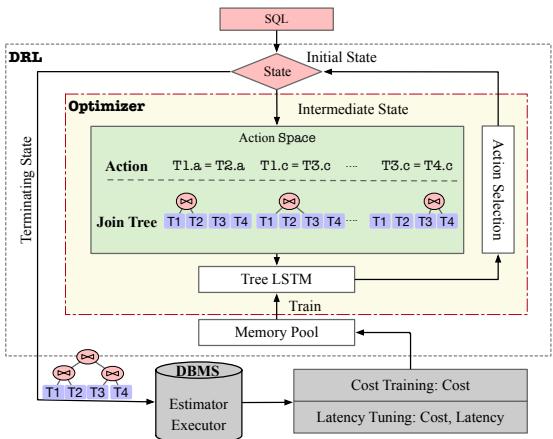 SQL
DRL
Initial State
State
Optimizer
Intermediate State
Action Space
Action T1.a = T2.a T1.c = T3.c .... T3.c = T4.c
Join Tree T1 T2 T3 T4 T1 T2 T3 T4 .... T1 T2 T3 T4
Terminating State
Action Selection
Tree LSTM
Train
Memory Pool
T1 T2 T3 T4
DBMS
Estimator
Executor
Cost Training: Cost
Latency Tuning: Cost, Latency